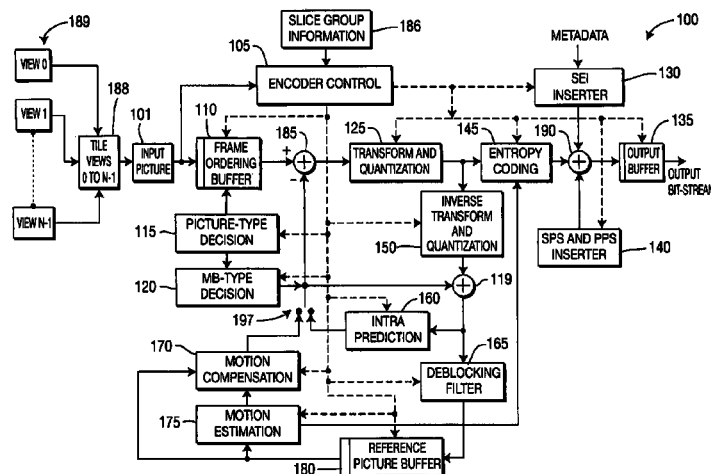 189
100
VIEW 0
VIEW 1
VIEW N-1
188
TILE
VIEWS
0 TO N-1
101
INPUT
PICTURE
SLICE GROUP
INFORMATION
186
105
ENCODER CONTROL
METADATA
SEI
INSERTER
130
110
FRAME
ORDERING
BUFFER
+
185
-
125
TRANSFORM AND
QUANTIZATION
145
ENTROPY
CODING
190
135
OUTPUT
BUFFER
OUTPUT
BIT-STREAM
115
PICTURE-TYPE
DECISION
INVERSE
TRANSFORM
AND
QUANTIZATION
150
SPS AND PPS
INSERTER
140
120
MB-TYPE
DECISION
119
197
160
INTRA
PREDICTION
170
MOTION
COMPENSATION
165
DEBLOCKING
FILTER
175
MOTION
ESTIMATION
180
REFERENCE
PICTURE BUFFER